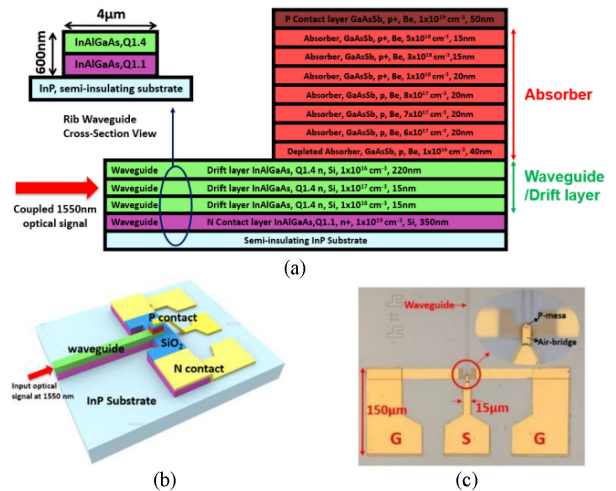 4μm
600nm
InAlGaAs,Q1.4
InAlGaAs,Q1.1
InP, semi-insulating substrate
Rib Waveguide
Cross-Section View
P Contact layer GaAsSb, p+, Be, 1x10¹⁹ cm⁻³, 50nm
Absorber, GaAsSb, p+, Be, 5x10¹⁸ cm⁻³, 15nm
Absorber, GaAsSb, p+, Be, 3x10¹⁸ cm⁻³,15nm
Absorber, GaAsSb, p+, Be, 1x10¹⁸ cm⁻³, 20nm
Absorber, GaAsSb, p, Be, 8x10¹⁷ cm⁻³, 20nm
Absorber, GaAsSb, p, Be, 7x10¹⁷ cm⁻³, 20nm
Absorber, GaAsSb, p, Be, 6x10¹⁷ cm⁻³, 20nm
Depleted Absorber, GaAsSb, p, Be, 1x10¹⁶ cm⁻³, 40nm
Absorber
Waveguide Drift layer InAlGaAs, Q1.4 n, Si, 1x10¹⁶ cm⁻³, 220nm
Waveguide Drift layer InAlGaAs, Q1.4 n, Si, 1x10¹⁷ cm⁻³, 15nm
Waveguide Drift layer InAlGaAs, Q1.4 n, Si, 1x10¹⁸ cm⁻³, 15nm
Waveguide N Contact layer InAlGaAs,Q1.1, n+, 1x10¹⁹ cm⁻³, Si, 350nm
Semi-insulating InP Substrate
Waveguide
/Drift layer
Coupled 1550nm
optical signal
(a)
P contact
waveguide
SiO₂
N contact
Input optical
signal at 1550 nm
InP Substrate
(b)
Waveguide
P-mesa
Air-bridge
150μm
15μm
G
S
G
(c)